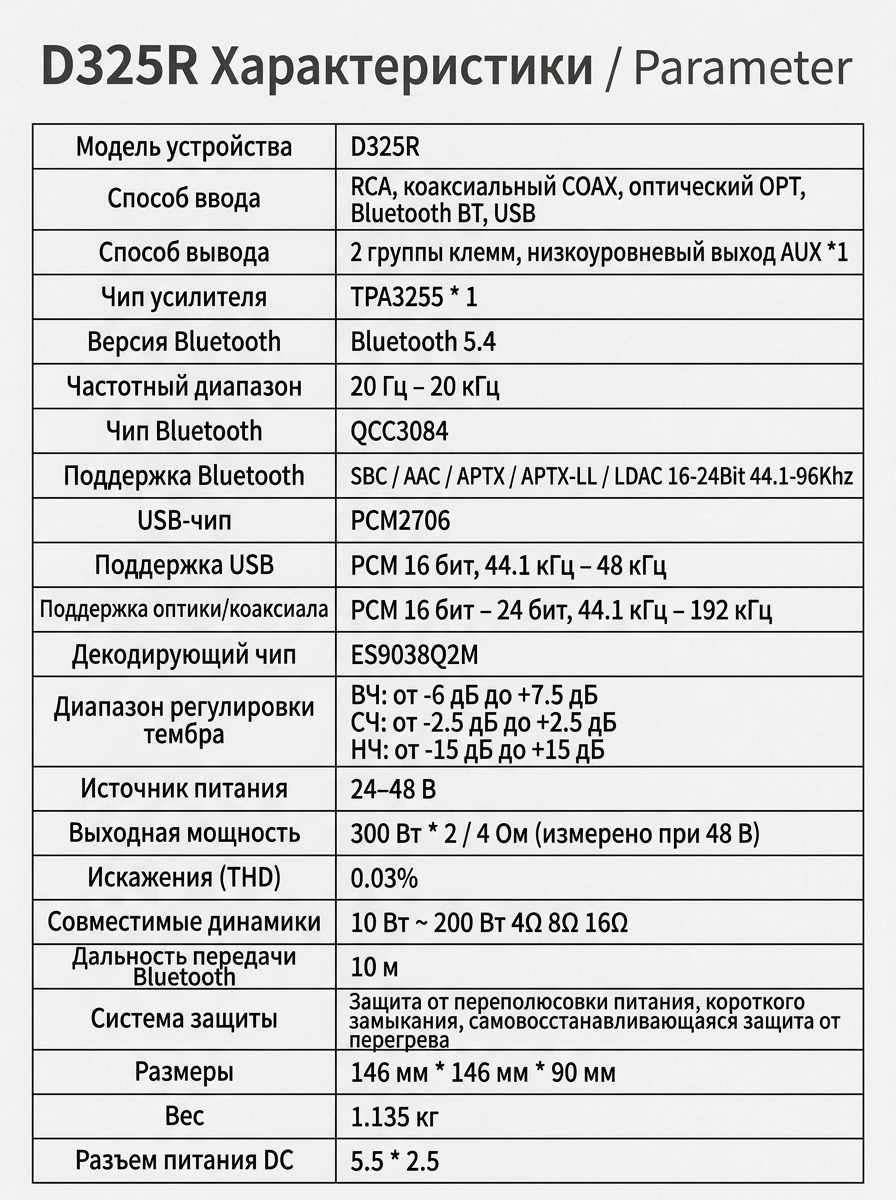 D325R Характеристики / Parameter
Модель устройства
D325R
Способ ввода
RCA, коаксиальный COAX, оптический OPT,
Bluetooth BT, USB
Способ вывода
2 группы клемм, низкоуровневый выход AUX *1
Чип усилителя
TPA3255 * 1
Версия Bluetooth
Bluetooth 5.4
Частотный диапазон
20 Гц – 20 кГц
Чип Bluetooth
QCC3084
Поддержка Bluetooth
SBC / AAC / APTX / APTX-LL / LDAC 16-24Bit 44.1-96Khz
USB-чип
PCM2706
Поддержка USB
PCM 16 бит, 44.1 кГц – 48 кГц
Поддержка оптики/коаксиала
PCM 16 бит – 24 бит, 44.1 кГц – 192 кГц
Декодирующий чип
ES9038Q2M
Диапазон регулировки
тембра
ВЧ: от -6 дБ до +7.5 дБ
СЧ: от -2.5 дБ до +2.5 дБ
НЧ: от -15 дБ до +15 дБ
Источник питания
24–48 В
Выходная мощность
300 Вт * 2 / 4 Ом (измерено при 48 В)
Искажения (THD)
0.03%
Совместимые динамики
10 Вт ~ 200 Вт 4Ω 8Ω 16Ω
Дальность передачи
Bluetooth
10 м
Система защиты
Защита от переполюсовки питания, короткого
замыкания, самовосстанавливающаяся защита от
перегрева
Размеры
146 мм * 146 мм * 90 мм
Вес
1.135 кг
Разъем питания DC
5.5 * 2.5